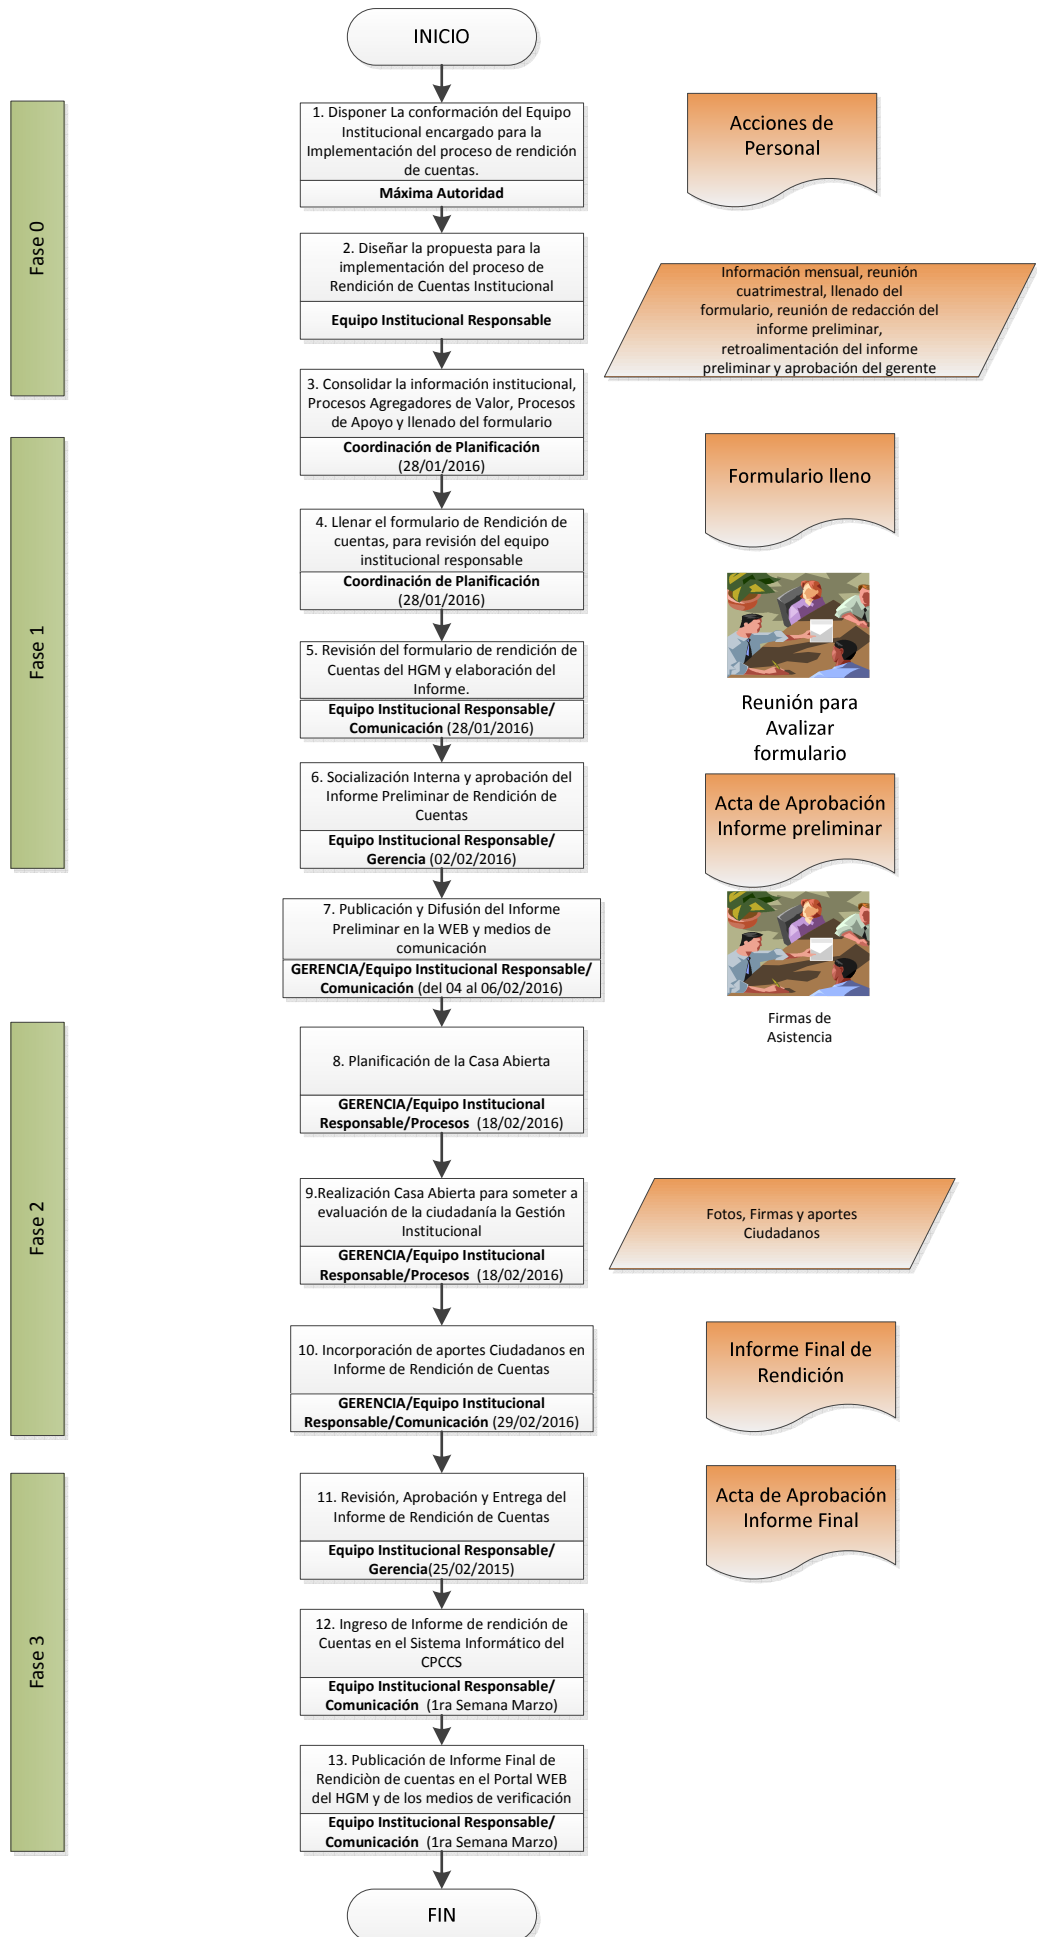 INICIO
Fase 0
1. Disponer La conformación del Equipo
Institucional encargado para la
Implementación del proceso de rendición
de cuentas.
Máxima Autoridad
Acciones de
Personal
2. Diseñar la propuesta para la
implementación del proceso de
Rendición de Cuentas Institucional
Equipo Institucional Responsable
Información mensual, reunión
cuatrimestral, llenado del
formulario, reunión de redacción del
informe preliminar,
retroalimentación del informe
preliminar y aprobación del gerente
3. Consolidar la información institucional,
Procesos Agregadores de Valor, Procesos
de Apoyo y llenado del formulario
Coordinación de Planificación
(28/01/2016)
Fase 1
Formulario lleno
4. Llenar el formulario de Rendición de
cuentas, para revisión del equipo
institucional responsable
Coordinación de Planificación
(28/01/2016)
5. Revisión del formulario de rendición de
Cuentas del HGM y elaboración del
Informe.
Equipo Institucional Responsable/
Comunicación (28/01/2016)
Reunión para
Avalizar
formulario
6. Socialización Interna y aprobación del
Informe Preliminar de Rendición de
Cuentas
Equipo Institucional Responsable/
Gerencia (02/02/2016)
Acta de Aprobación
Informe preliminar
7. Publicación y Difusión del Informe
Preliminar en la WEB y medios de
comunicación
GERENCIA/Equipo Institucional Responsable/
Comunicación (del 04 al 06/02/2016)
Firmas de
Asistencia
Fase 2
8. Planificación de la Casa Abierta
GERENCIA/Equipo Institucional
Responsable/Procesos (18/02/2016)
9.Realización Casa Abierta para someter a
evaluación de la ciudadanía la Gestión
Institucional
GERENCIA/Equipo Institucional
Responsable/Procesos (18/02/2016)
Fotos, Firmas y aportes
Ciudadanos
10. Incorporación de aportes Ciudadanos en
Informe de Rendición de Cuentas
GERENCIA/Equipo Institucional
Responsable/Comunicación (29/02/2016)
Informe Final de
Rendición
Fase 3
11. Revisión, Aprobación y Entrega del
Informe de Rendición de Cuentas
Equipo Institucional Responsable/
Gerencia(25/02/2015)
Acta de Aprobación
Informe Final
12. Ingreso de Informe de rendición de
Cuentas en el Sistema Informático del
CPCCS
Equipo Institucional Responsable/
Comunicación (1ra Semana Marzo)
13. Publicación de Informe Final de
Rendiciòn de cuentas en el Portal WEB
del HGM y de los medios de verificación
Equipo Institucional Responsable/
Comunicación (1ra Semana Marzo)
FIN